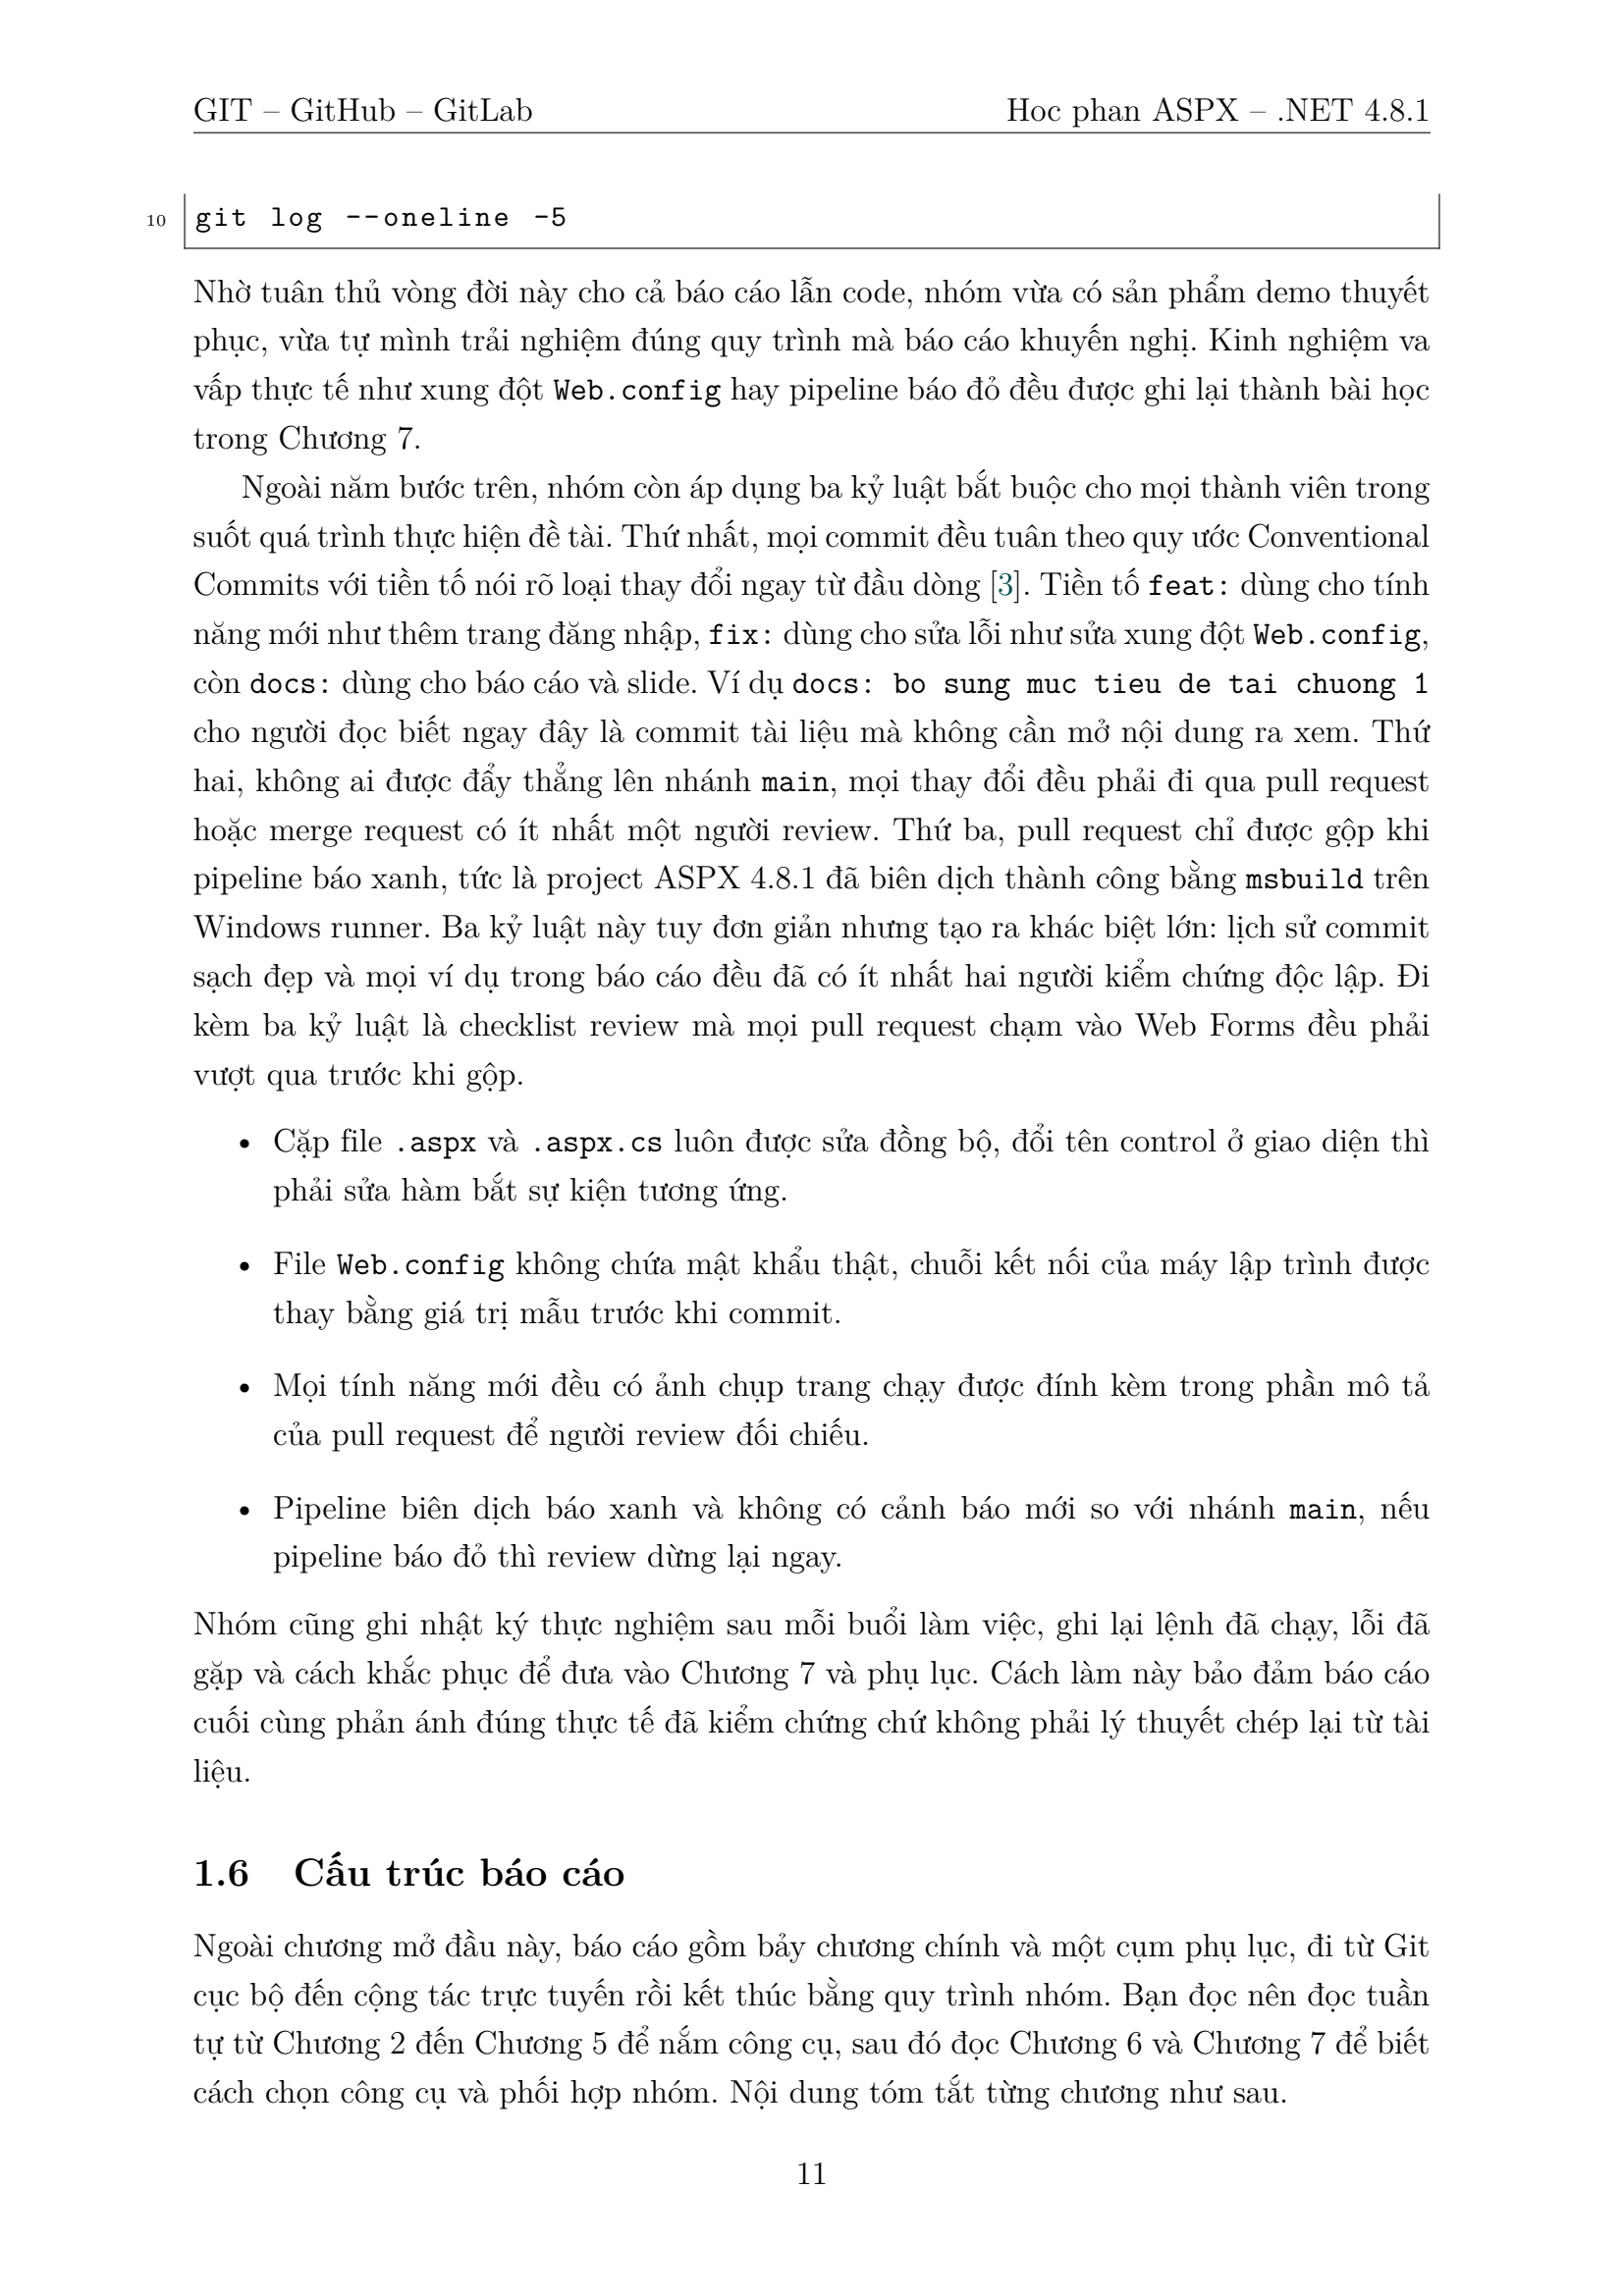 GIT – GitHub – GitLab
Hoc phan ASPX – .NET 4.8.1
10 git log --oneline -5
Nhờ tuân thủ vòng đời này cho cả báo cáo lẫn code, nhóm vừa có sản phẩm demo thuyết
phục, vừa tự mình trải nghiệm đúng quy trình mà báo cáo khuyến nghị. Kinh nghiệm va
vấp thực tế như xung đột Web.config hay pipeline báo đỏ đều được ghi lại thành bài học
trong Chương 7.
Ngoài năm bước trên, nhóm còn áp dụng ba kỷ luật bắt buộc cho mọi thành viên trong
suốt quá trình thực hiện đề tài. Thứ nhất, mọi commit đều tuân theo quy ước Conventional
Commits với tiền tố nói rõ loại thay đổi ngay từ đầu dòng [3]. Tiền tố feat: dùng cho tính
năng mới như thêm trang đăng nhập, fix: dùng cho sửa lỗi như sửa xung đột Web.config,
còn docs: dùng cho báo cáo và slide. Ví dụ docs: bo sung muc tieu de tai chuong 1
cho người đọc biết ngay đây là commit tài liệu mà không cần mở nội dung ra xem. Thứ
hai, không ai được đẩy thẳng lên nhánh main, mọi thay đổi đều phải đi qua pull request
hoặc merge request có ít nhất một người review. Thứ ba, pull request chỉ được gộp khi
pipeline báo xanh, tức là project ASPX 4.8.1 đã biên dịch thành công bằng msbuild trên
Windows runner. Ba kỷ luật này tuy đơn giản nhưng tạo ra khác biệt lớn: lịch sử commit
sạch đẹp và mọi ví dụ trong báo cáo đều đã có ít nhất hai người kiểm chứng độc lập. Đi
kèm ba kỷ luật là checklist review mà mọi pull request chạm vào Web Forms đều phải
vượt qua trước khi gộp.
• Cặp file .aspx và .aspx.cs luôn được sửa đồng bộ, đổi tên control ở giao diện thì
phải sửa hàm bắt sự kiện tương ứng.
• File Web.config không chứa mật khẩu thật, chuỗi kết nối của máy lập trình được
thay bằng giá trị mẫu trước khi commit.
• Mọi tính năng mới đều có ảnh chụp trang chạy được đính kèm trong phần mô tả
của pull request để người review đối chiếu.
• Pipeline biên dịch báo xanh và không có cảnh báo mới so với nhánh main, nếu
pipeline báo đỏ thì review dừng lại ngay.
Nhóm cũng ghi nhật ký thực nghiệm sau mỗi buổi làm việc, ghi lại lệnh đã chạy, lỗi đã
gặp và cách khắc phục để đưa vào Chương 7 và phụ lục. Cách làm này bảo đảm báo cáo
cuối cùng phản ánh đúng thực tế đã kiểm chứng chứ không phải lý thuyết chép lại từ tài
liệu.
1.6 Cấu trúc báo cáo
Ngoài chương mở đầu này, báo cáo gồm bảy chương chính và một cụm phụ lục, đi từ Git
cục bộ đến cộng tác trực tuyến rồi kết thúc bằng quy trình nhóm. Bạn đọc nên đọc tuần
tự từ Chương 2 đến Chương 5 để nắm công cụ, sau đó đọc Chương 6 và Chương 7 để biết
cách chọn công cụ và phối hợp nhóm. Nội dung tóm tắt từng chương như sau.
11